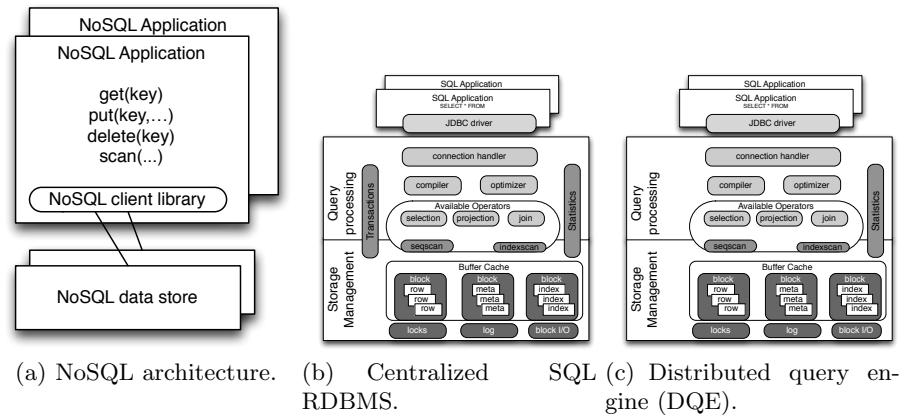 NoSQL Application
NoSQL Application
get(key)
put(key,...)
delete(key)
scan(...)
NoSQL client library
NoSQL data store
(a) NoSQL architecture.
SQL Application
SQL Application
SELECT * FROM
JDBC driver
connection handler
compiler
optimizer
Available Operators
selection
projection
join
seqscan
indexscan
Transactions
Statistics
Query
processing
Storage
Management
Buffer Cache
block
row
row
row
block
meta
meta
meta
block
index
index
index
locks
log
block I/O
(b) Centralized SQL
RDBMS.
SQL Application
SQL Application
SELECT * FROM
JDBC driver
connection handler
compiler
optimizer
Available Operators
selection
projection
join
seqscan
indexscan
Statistics
Query
processing
Storage
Management
Buffer Cache
block
row
row
row
block
meta
meta
meta
block
index
index
index
locks
log
block I/O
(c) Distributed query en-
gine (DQE).